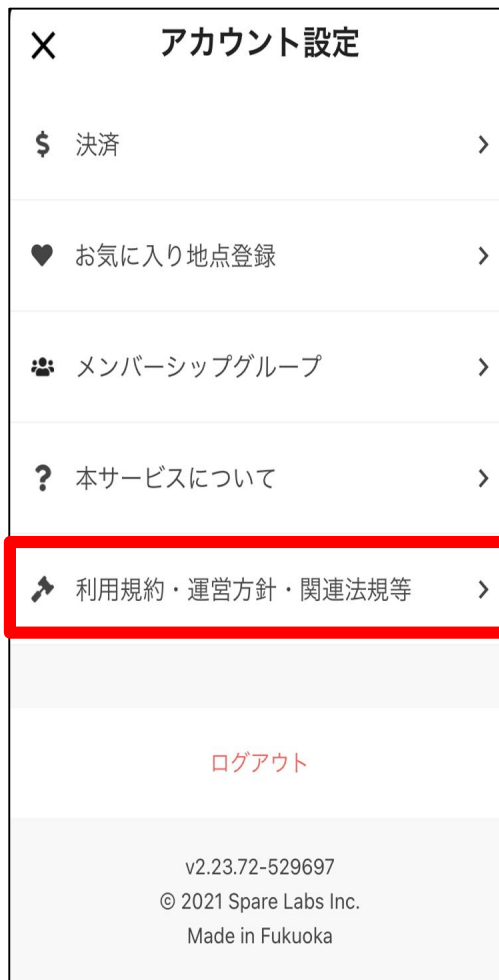 アカウント設定
決済
お気に入り地点登録
メンバーシップグループ
本サービスについて
利用規約・運営方針・関連法規等
ログアウト
v2.23.72-529697
© 2021 Spare Labs Inc.
Made in Fukuoka